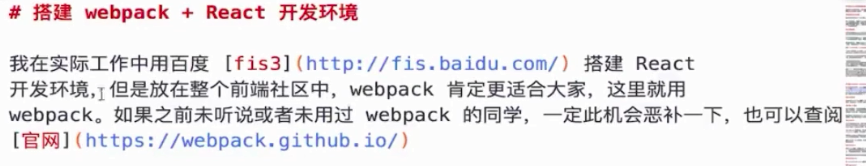 # 搭建 webpack + React 开发环境
我在实际工作中用百度 [fis3](http://fis.baidu.com/) 搭建 React
开发环境，但是放在整个前端社区中，webpack 肯定更适合大家，这里就用
webpack。如果之前未听说或者未用过 webpack 的同学，一定此机会恶补一下，也可以查阅
[官网](https://webpack.github.io/)